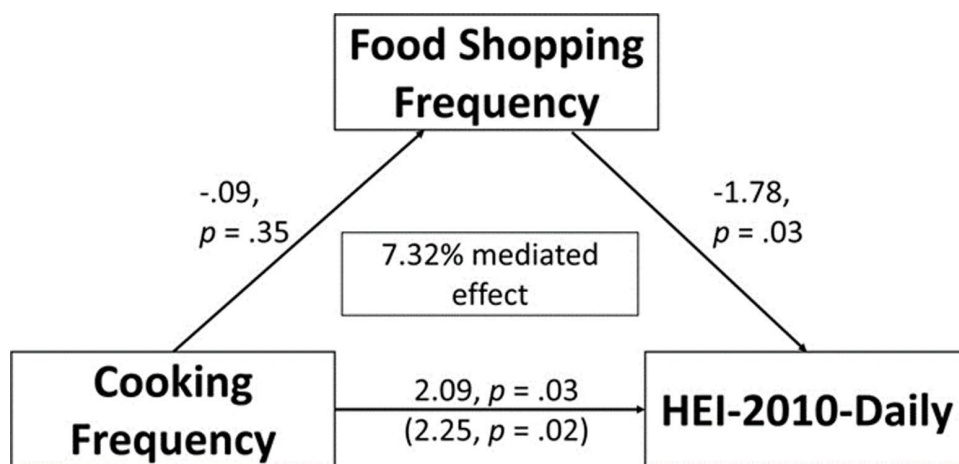 Food Shopping
Frequency
-.09,
p = .35
-1.78,
p = .03
7.32% mediated
effect
Cooking
Frequency
2.09, p = .03
(2.25, p = .02)
HEI-2010-Daily